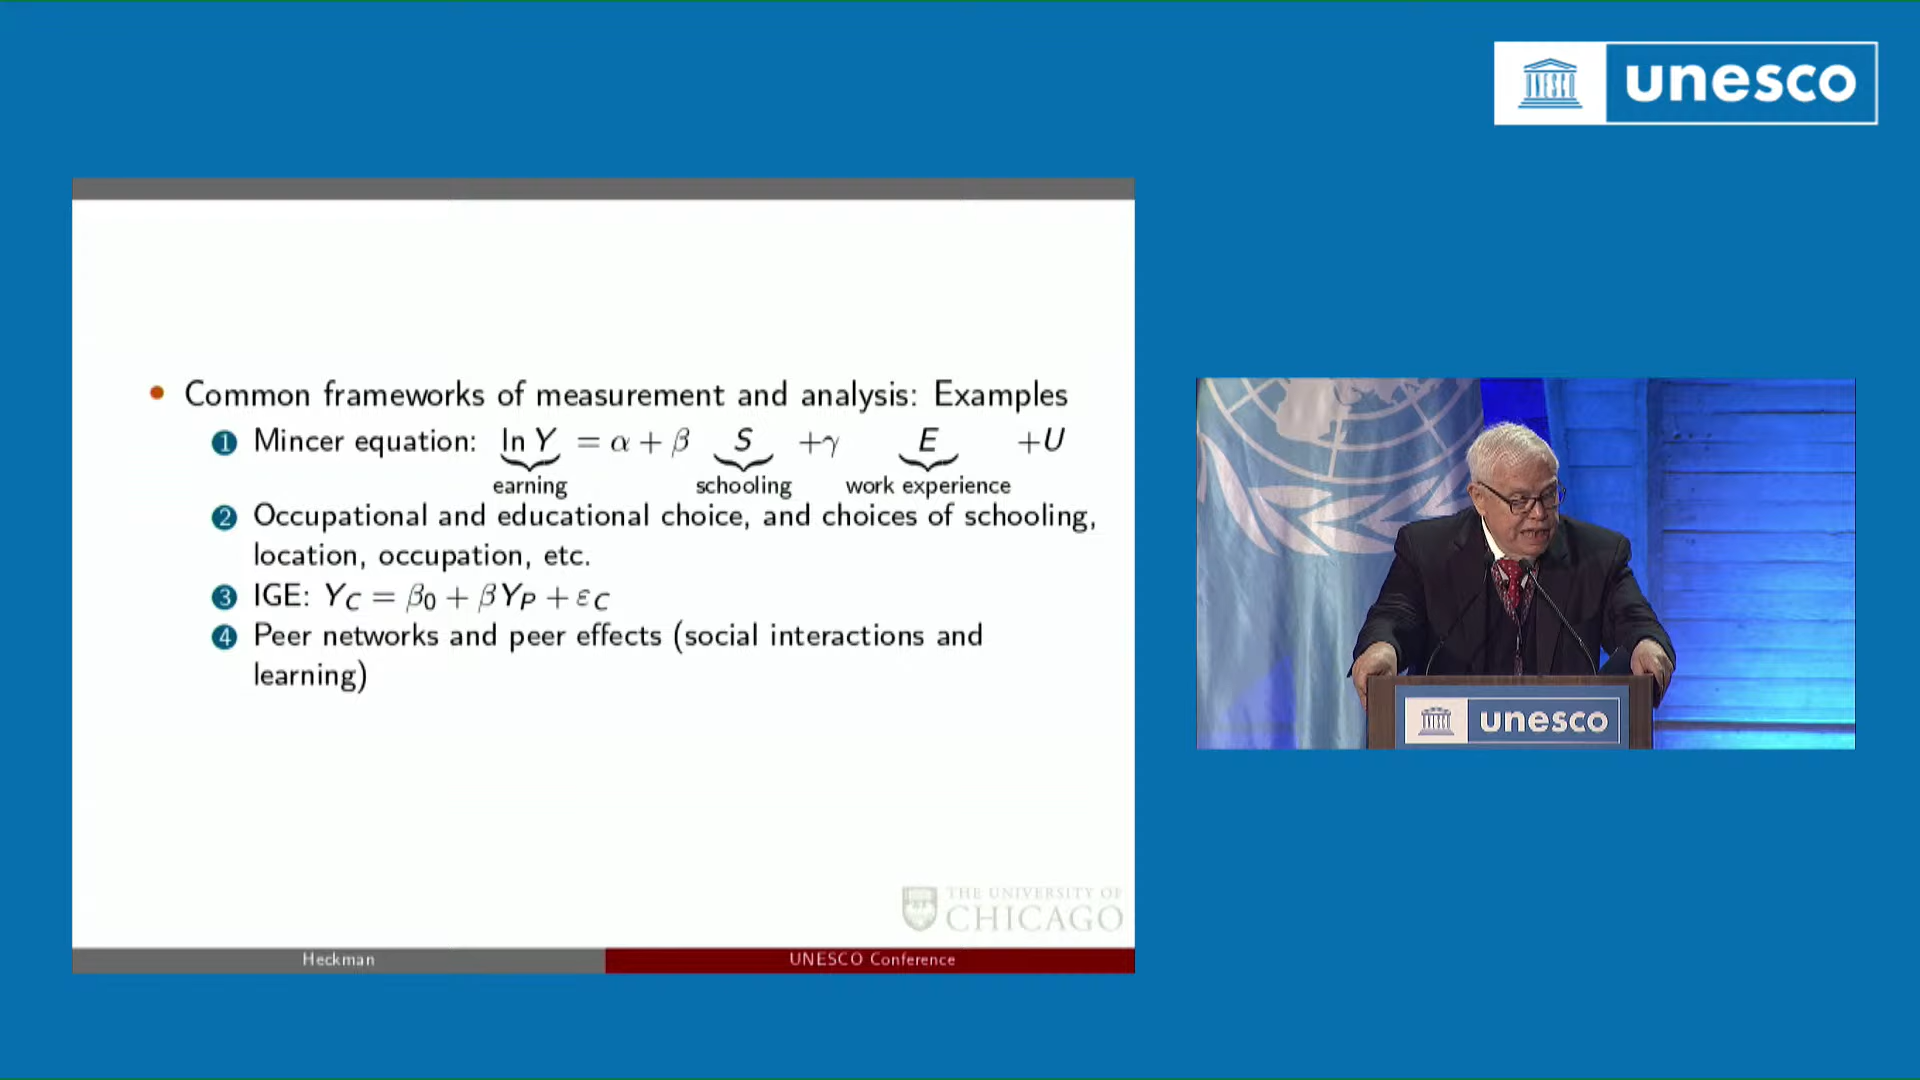 UNESCO
unesco
• Common frameworks of measurement and analysis: Examples
1 Mincer equation: ln Y = α + β S +γ E +U
earning schooling work experience
2 Occupational and educational choice, and choices of schooling,
location, occupation, etc.
3 IGE: Y_C = β_0 + βY_P + ε_C
4 Peer networks and peer effects (social interactions and
learning)
THE UNIVERSITY OF
CHICAGO
Heckman
UNESCO Conference
unesco